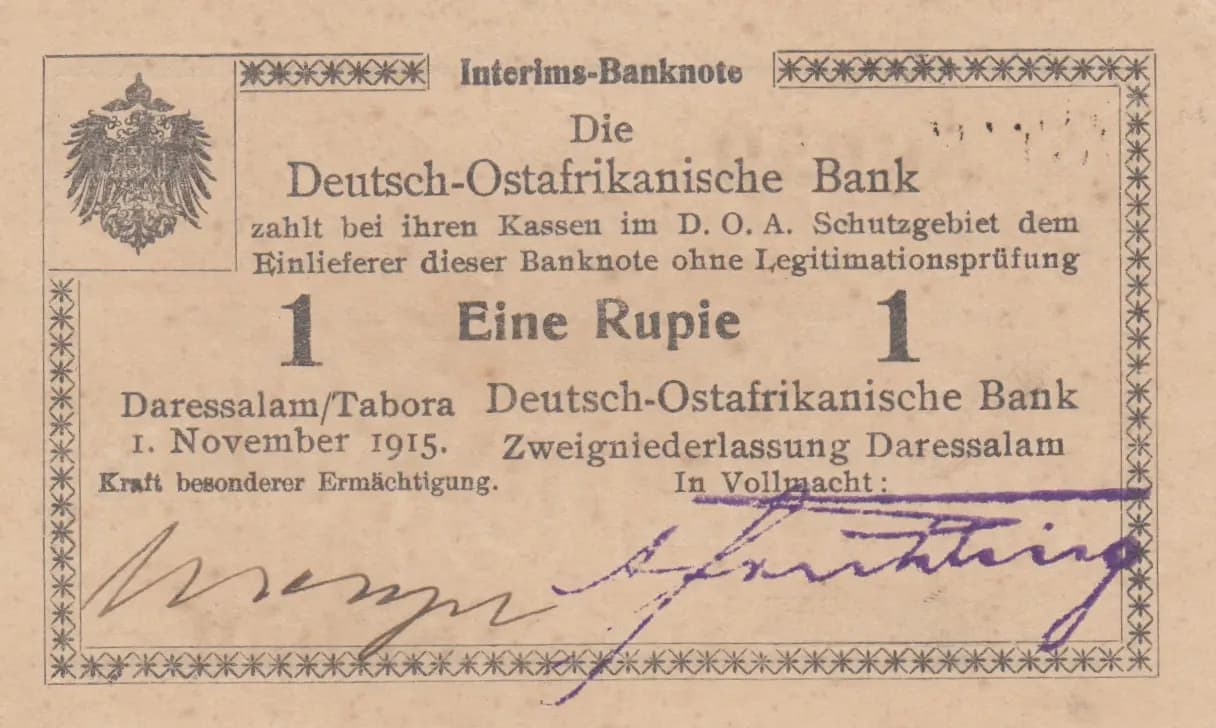 Interims-Banknote
Die
Deutsch-Ostafrikanische Bank
zahlt bei ihren Kassen im D. O. A. Schutzgebiet dem
Einlieferer dieser Banknote ohne Legitimationsprüfung
1 Eine Rupie 1
Daressalam/Tabora
1. November 1915.
Kraft besonderer Ermächtigung.
Deutsch-Ostafrikanische Bank
Zweigniederlassung Daressalam
In Vollmacht: